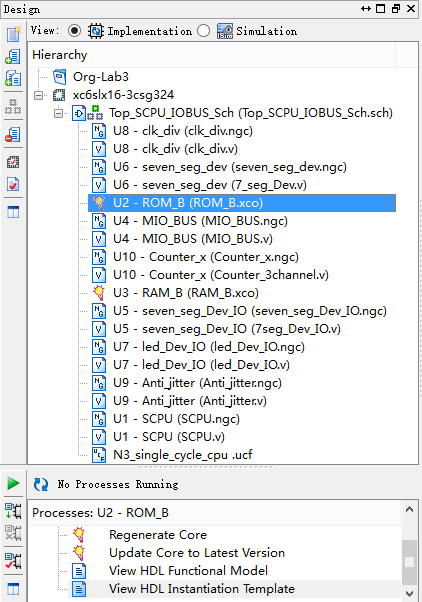 Design
View: Implementation Simulation
Hierarchy
Org-Lab3
xc6slx16-3csg324
Top_SCPU_IOBUS_Sch (Top_SCPU_IOBUS_Sch.sch)
U8 - clk_div (clk_div.ngc)
U8 - clk_div (clk_div.v)
U6 - seven_seg_dev (seven_seg_dev.ngc)
U6 - seven_seg_dev (7_seg_Dev.v)
U2 - ROM_B (ROM_B.xco)
U4 - MIO_BUS (MIO_BUS.ngc)
U4 - MIO_BUS (MIO_BUS.v)
U10 - Counter_x (Counter_x.ngc)
U10 - Counter_x (Counter_3channel.v)
U3 - RAM_B (RAM_B.xco)
U5 - seven_seg_Dev_IO (seven_seg_Dev_IO.ngc)
U5 - seven_seg_Dev_IO (7seg_Dev_IO.v)
U7 - led_Dev_IO (led_Dev_IO.ngc)
U7 - led_Dev_IO (led_Dev_IO.v)
U9 - Anti_jitter (Anti_jitter.ngc)
U9 - Anti_jitter (Anti_jitter.v)
U1 - SCPU (SCPU.ngc)
U1 - SCPU (SCPU.v)
N3_single_cycle_cpu .ucf
No Processes Running
Processes: U2 - ROM_B
Regenerate Core
Update Core to Latest Version
View HDL Functional Model
View HDL Instantiation Template